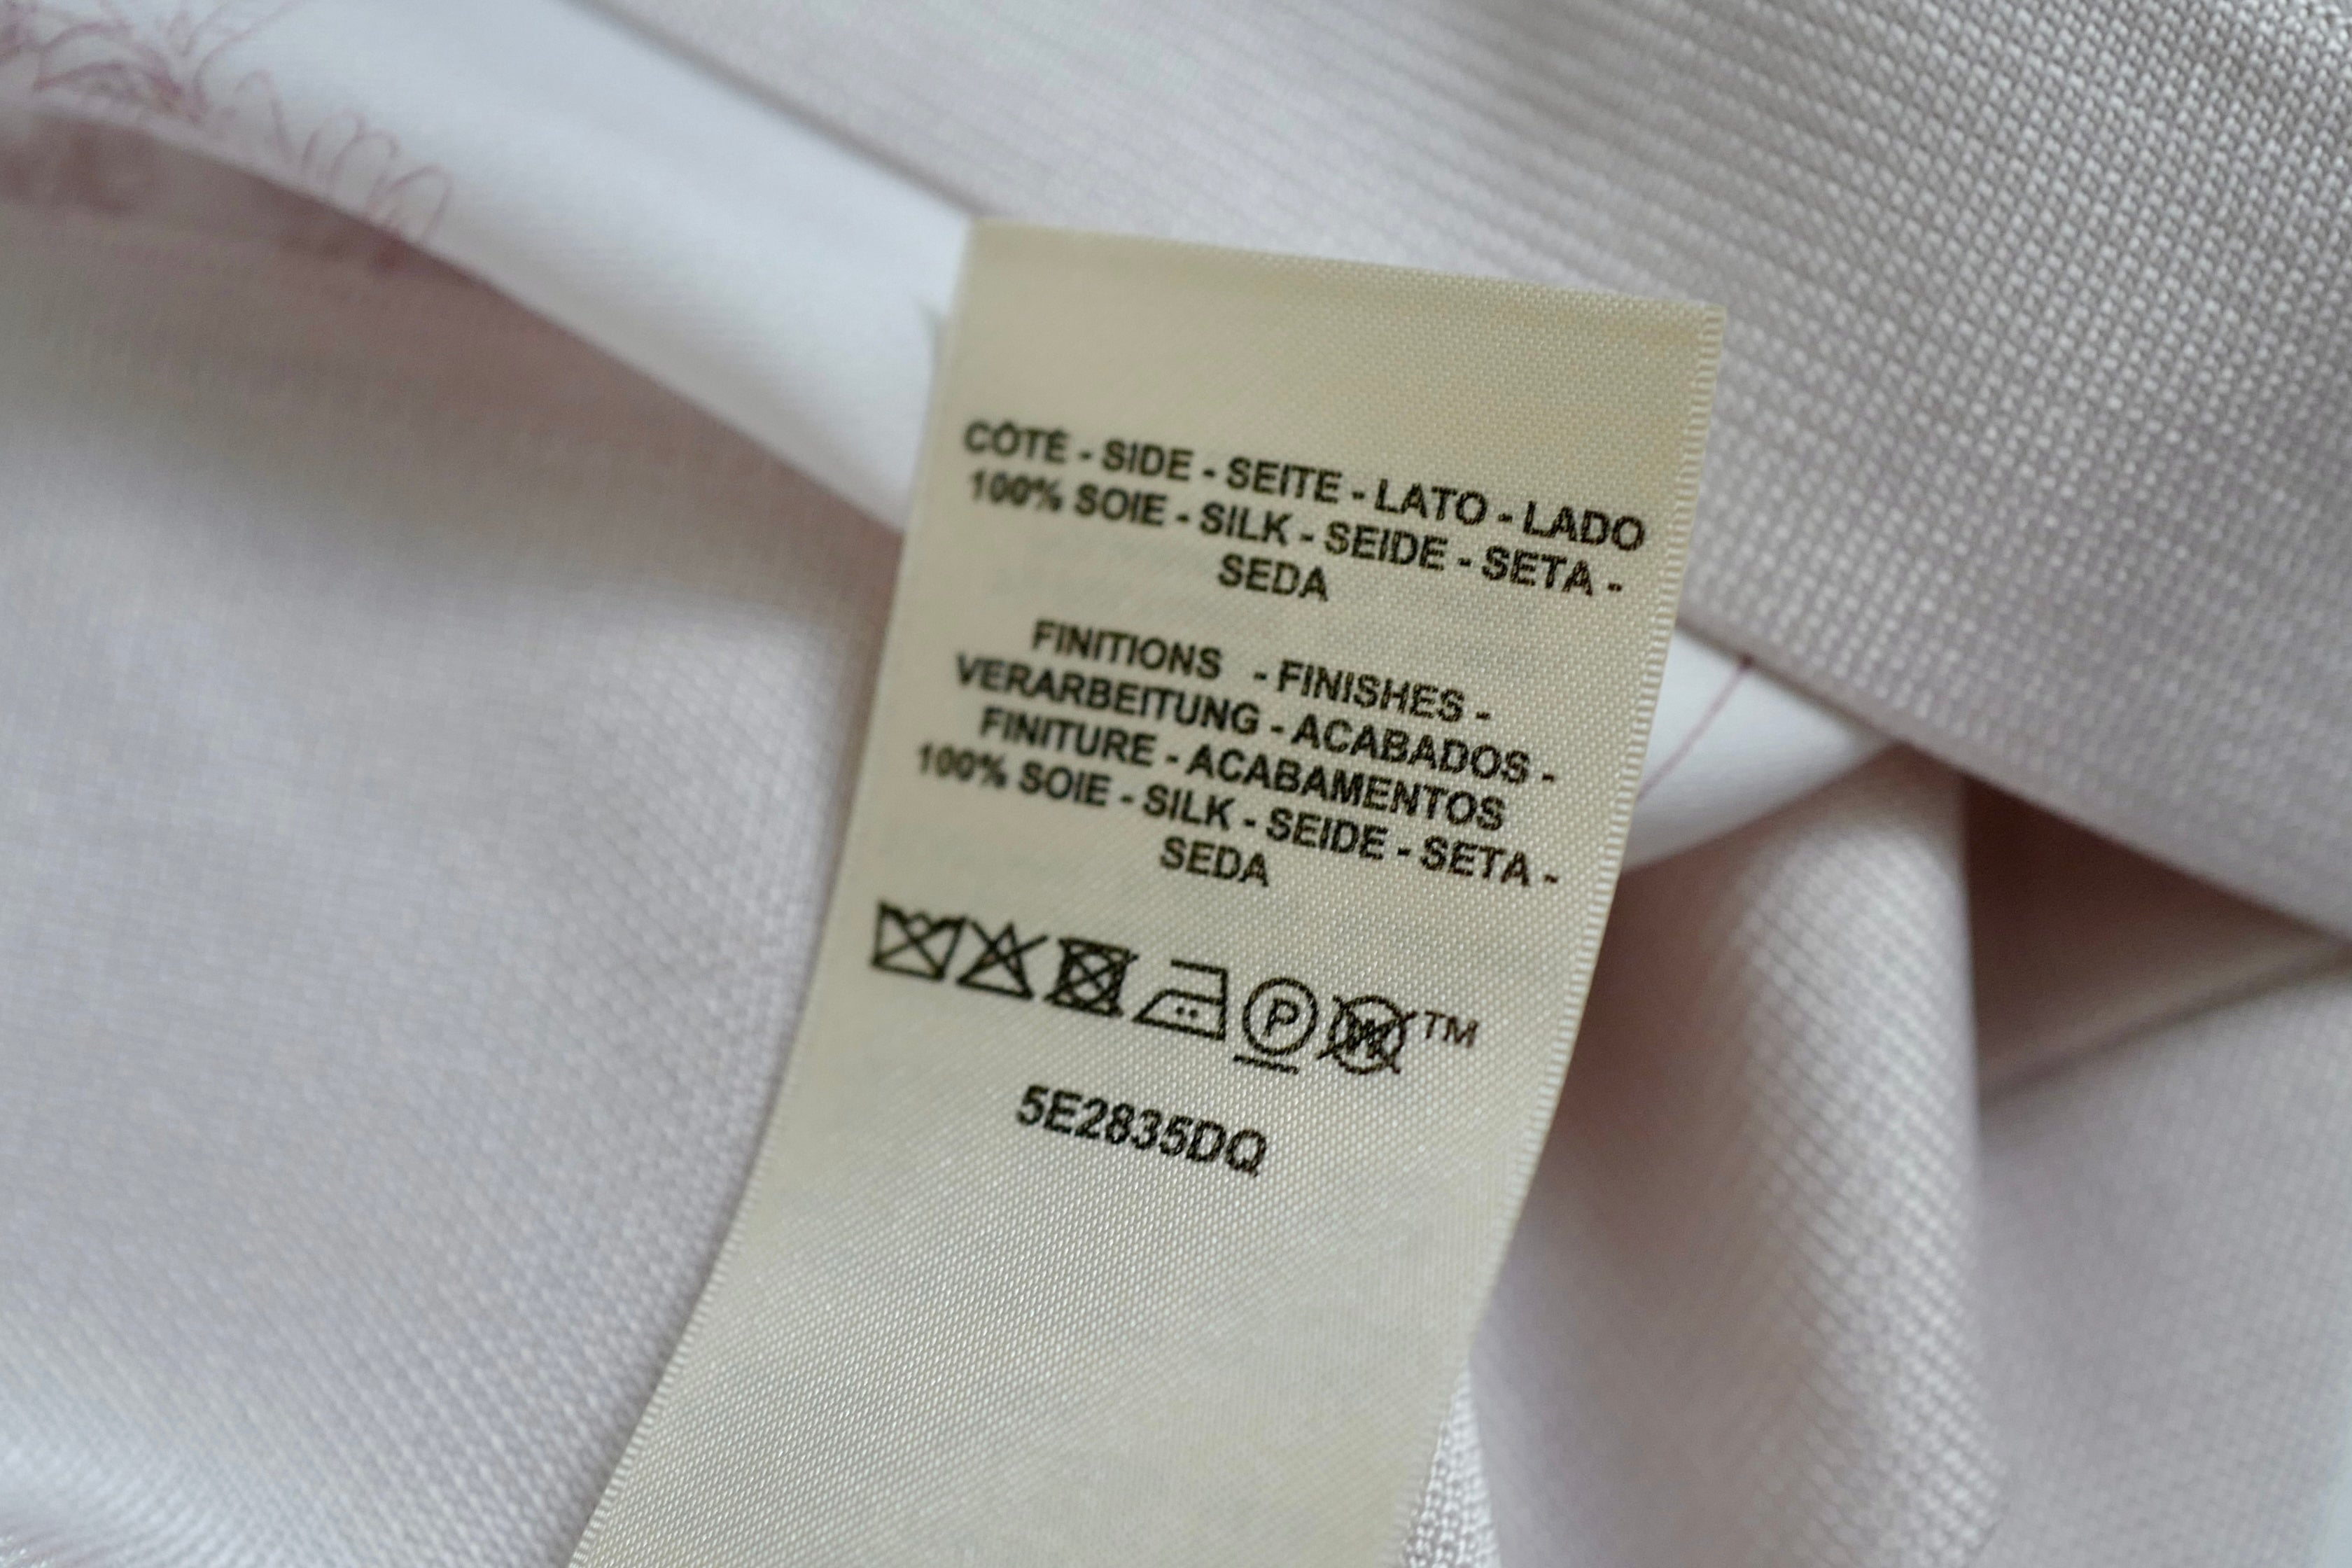 CÔTÉ - SIDE - SEITE - LATO - LADO
100% SOIE - SILK - SEIDE - SETA -
SEDA
FINITIONS - FINISHES -
VERARBEITUNG - ACABADOS -
FINITURE - ACABAMENTOS
100% SOIE - SILK - SEIDE - SETA -
SEDA
P W ™
5E2835DQ